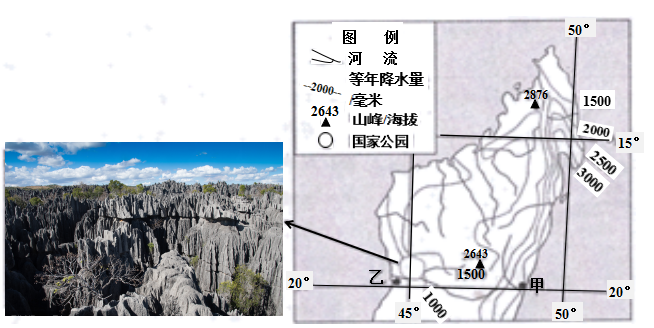 图 例
河 流
2000
等年降水量
/毫米
2643
山峰/海拔
国家公园
50°
2876
1500
2000
15°
2500
3000
2643
1500
20°
乙
甲
20°
45°
1000
50°